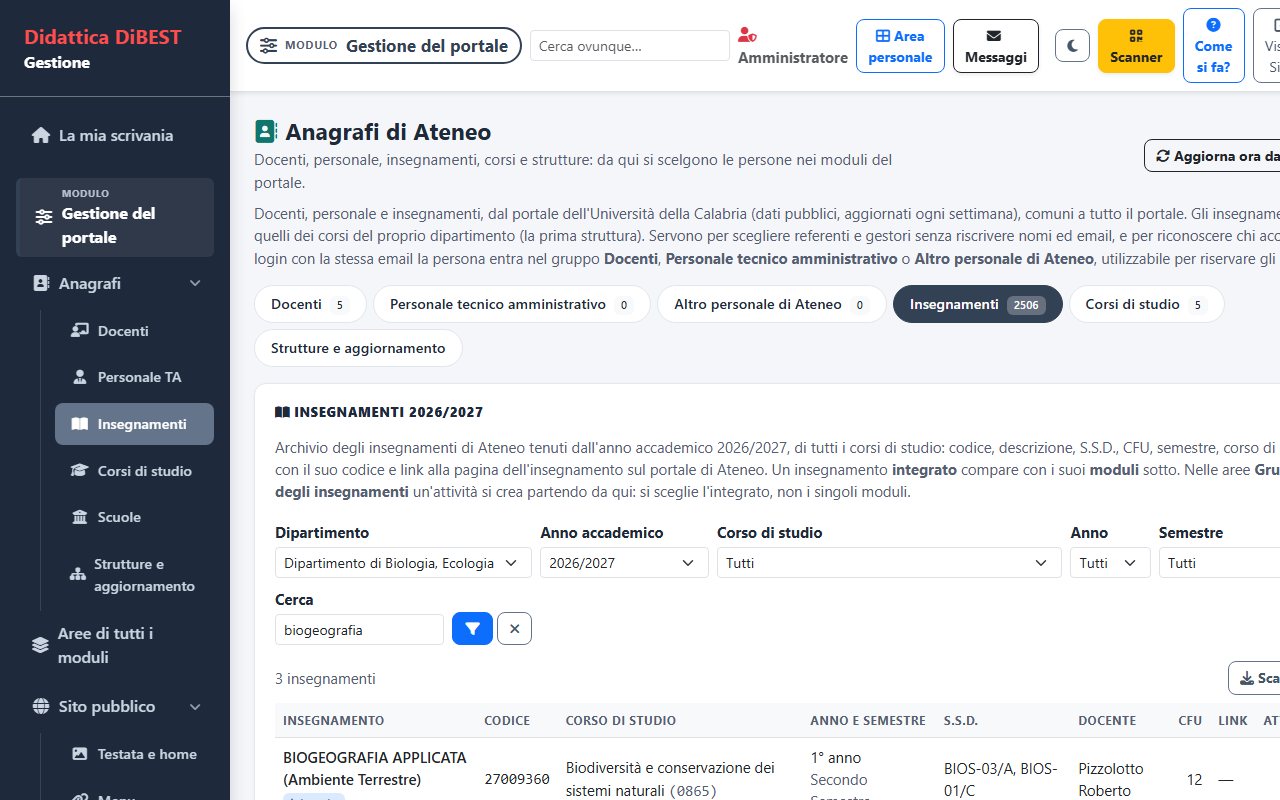 Didattica DiBEST
Gestione
La mia scrivania
MODULO
Gestione del
portale
Anagrafi
Docenti
Personale TA
Insegnamenti
Corsi di studio
Scuole
Strutture e
aggiornamento
Aree di tutti i
moduli
Sito pubblico
Testata e home
MODULO Gestione del portale
Cerca ovunque...
Amministratore
Area
personale
Messaggi
Scanner
Come
si fa?
Anagrafi di Ateneo
Docenti, personale, insegnamenti, corsi e strutture: da qui si scelgono le persone nei moduli del
portale.
Aggiorna ora da
Docenti, personale e insegnamenti, dal portale dell'Università della Calabria (dati pubblici, aggiornati ogni settimana), comuni a tutto il portale. Gli insegname
quelli dei corsi del proprio dipartimento (la prima struttura). Servono per scegliere referenti e gestori senza riscrivere nomi ed email, e per riconoscere chi acc
login con la stessa email la persona entra nel gruppo Docenti, Personale tecnico amministrativo o Altro personale di Ateneo, utilizzabile per riservare gli
Docenti 5 Personale tecnico amministrativo 0 Altro personale di Ateneo 0 Insegnamenti 2506 Corsi di studio 5
Strutture e aggiornamento
INSEGNAMENTI 2026/2027
Archivio degli insegnamenti di Ateneo tenuti dall'anno accademico 2026/2027, di tutti i corsi di studio: codice, descrizione, S.S.D., CFU, semestre, corso di
con il suo codice e link alla pagina dell'insegnamento sul portale di Ateneo. Un insegnamento integrato compare con i suoi moduli sotto. Nelle aree Gru
degli insegnamenti un'attività si crea partendo da qui: si sceglie l'integrato, non i singoli moduli.
Dipartimento Anno accademico Corso di studio Anno Semestre
Dipartimento di Biologia, Ecologia 2026/2027 Tutti Tutti Tutti
Cerca
biogeografia
3 insegnamenti
Sca
INSEGNAMENTO CODICE CORSO DI STUDIO ANNO E SEMESTRE S.S.D. DOCENTE CFU LINK AT
BIOGEOGRAFIA APPLICATA
(Ambiente Terrestre)
27009360
Biodiversità e conservazione dei
sistemi naturali (0865)
1° anno
Secondo
BIOS-03/A, BIOS-
01/C
Pizzolotto
Roberto
12
—